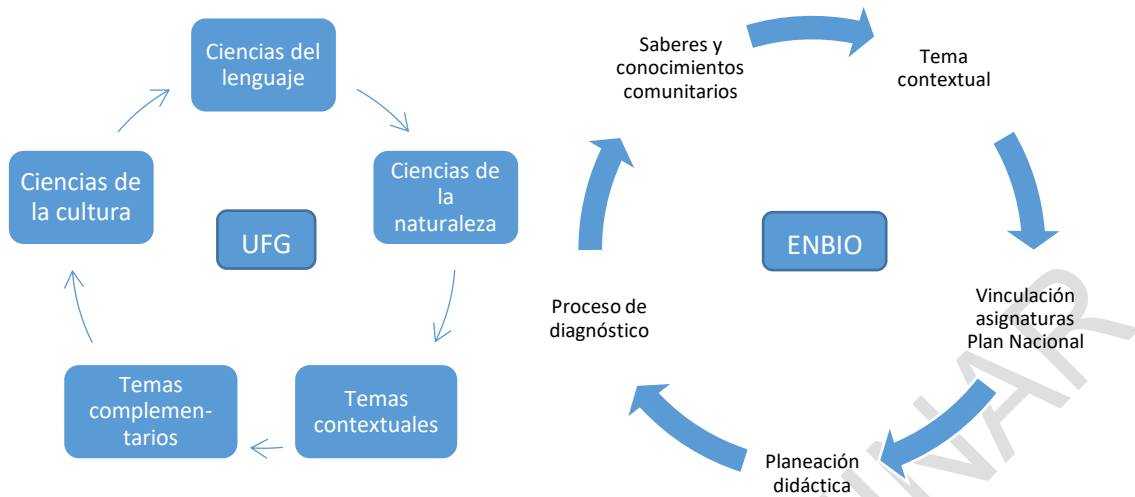 Ciencias del
lenguaje
Ciencias de
la
naturaleza
Temas
contextuales
Temas
complemen-
tarios
Ciencias de
la cultura
UFG
Saberes y
conocimientos
comunitarios
Tema
contextual
Vinculación
asignaturas
Plan Nacional
Planeación
didáctica
Proceso de
diagnóstico
ENBIO